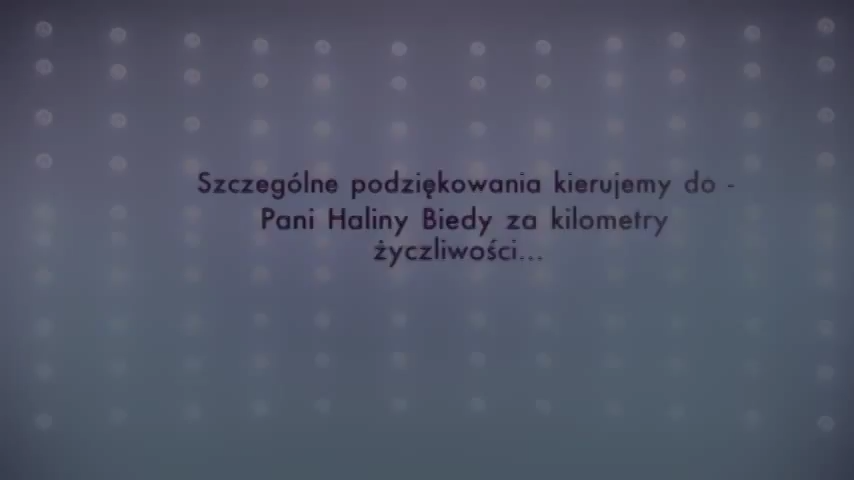 Szczególne podziękowania kierujemy do -
Pani Haliny Biedy za kilometry
życzliwości...